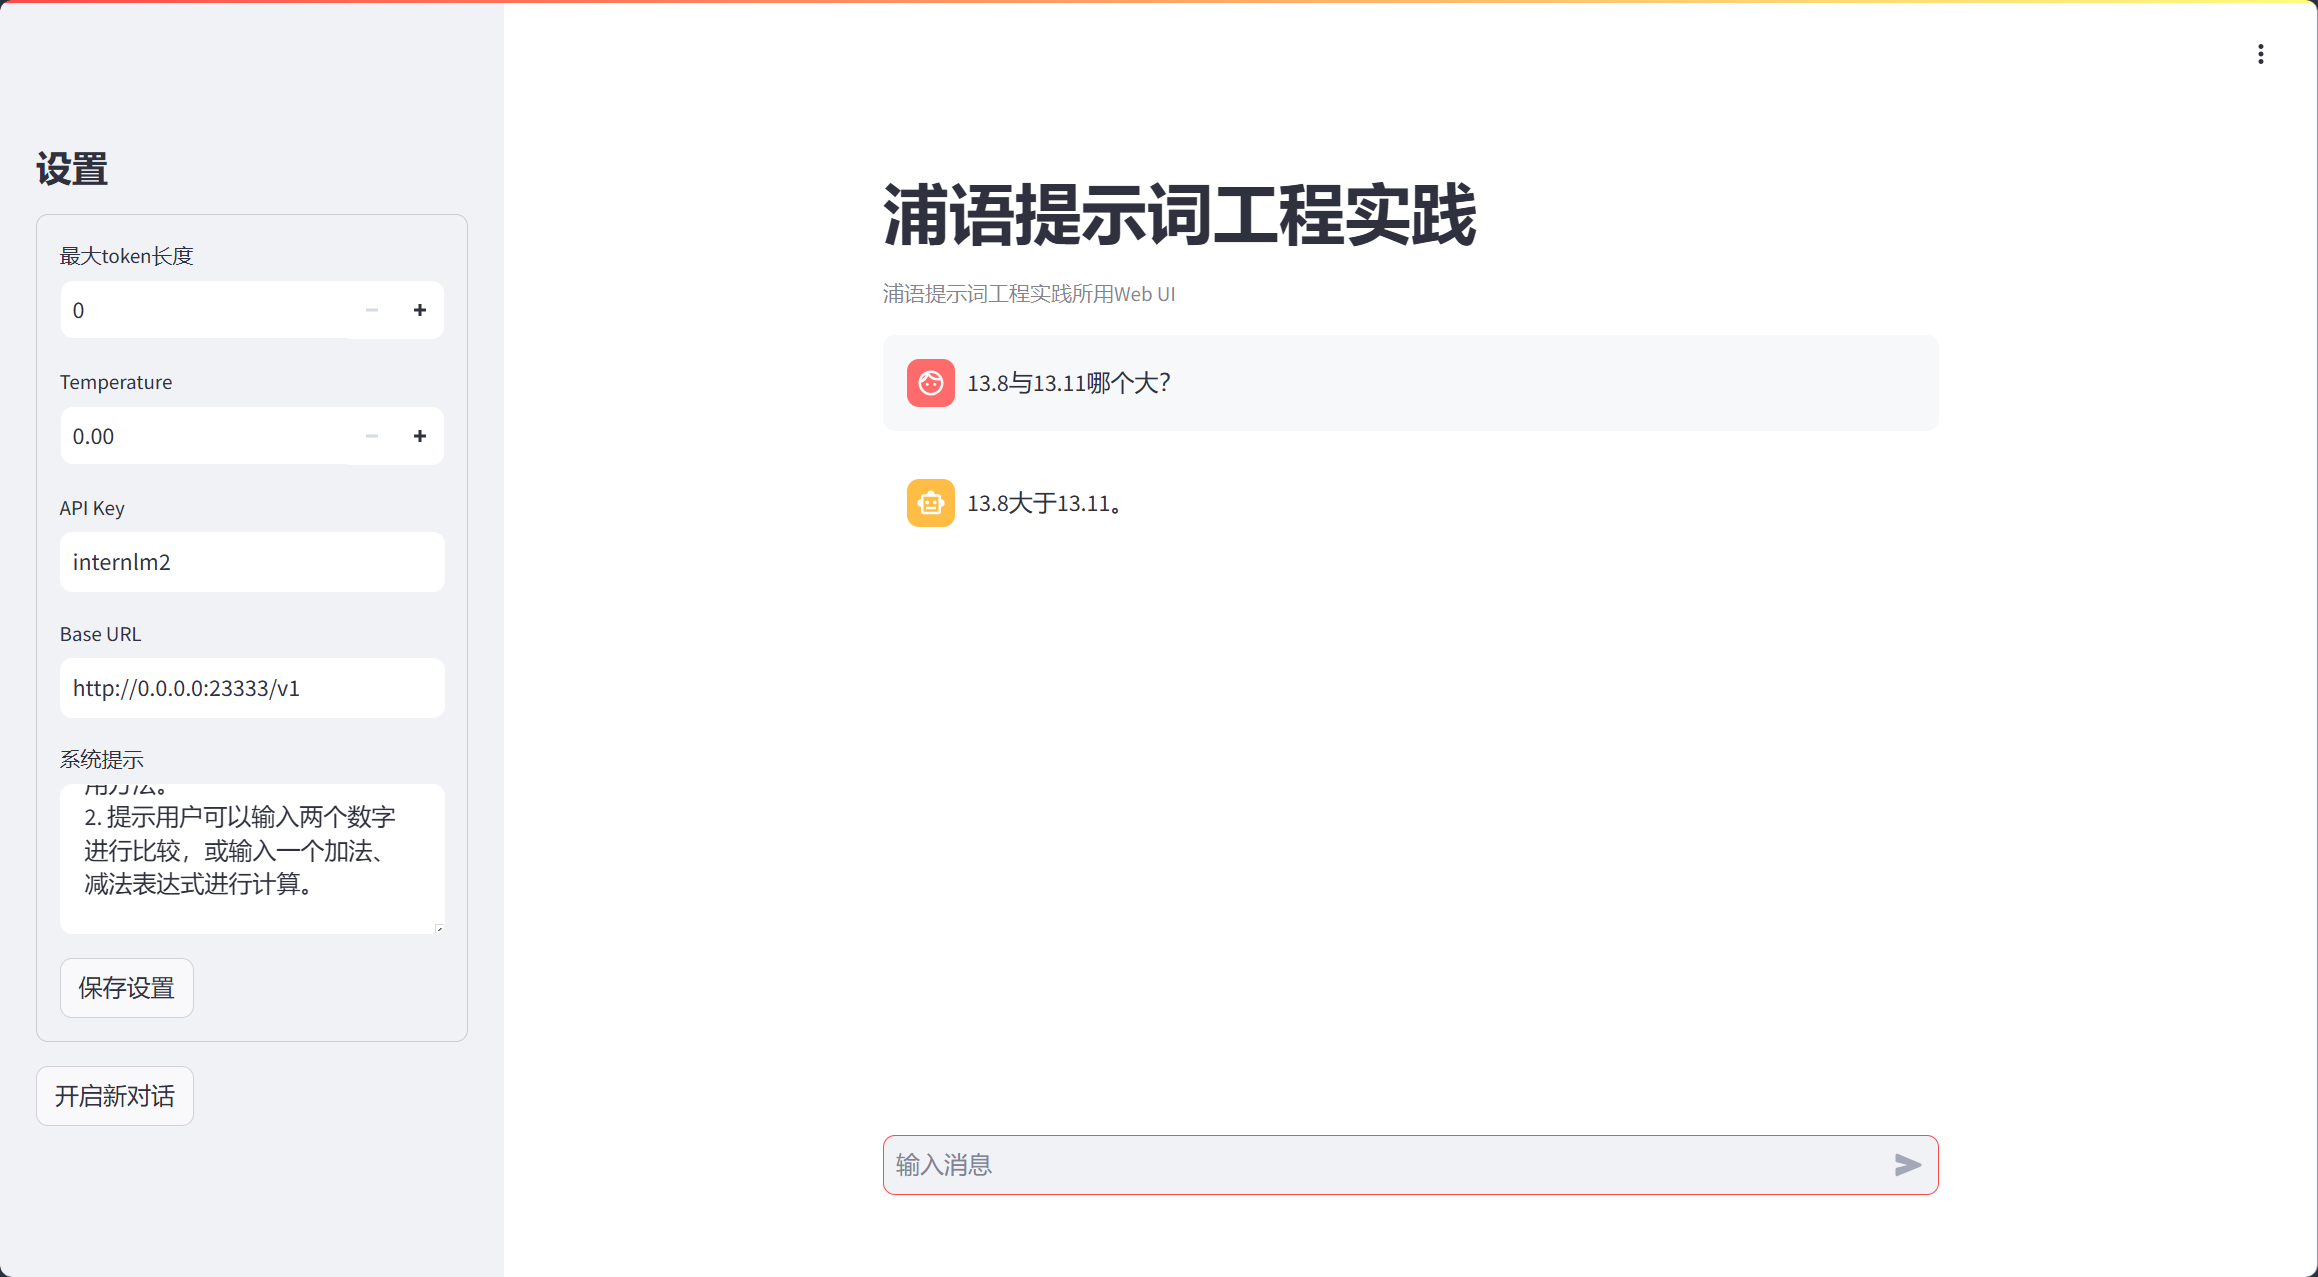 设置
最大token长度
0
Temperature
0.00
API Key
internlm2
Base URL
http://0.0.0.0:23333/v1
系统提示
用方法。
2. 提示用户可以输入两个数字
进行比较，或输入一个加法、
减法表达式进行计算。
保存设置
开启新对话
浦语提示词工程实践
浦语提示词工程实践所用Web UI
13.8与13.11哪个大？
13.8大于13.11。
输入消息